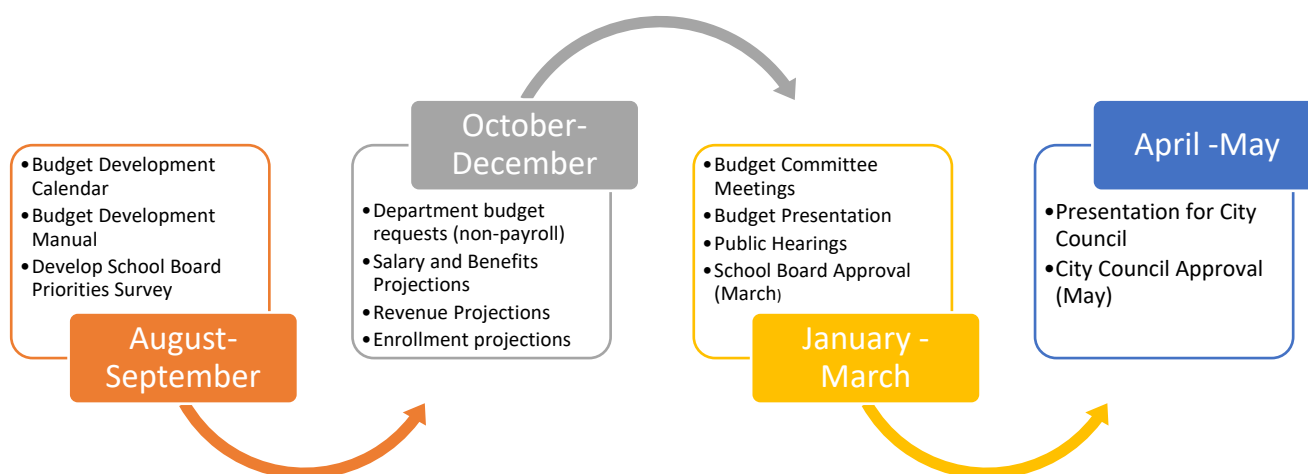 • Budget Development
Calendar
• Budget Development
Manual
• Develop School Board
Priorities Survey
August-
September
October-
December
• Department budget
requests (non-payroll)
• Salary and Benefits
Projections
• Revenue Projections
• Enrollment projections
• Budget Committee
Meetings
• Budget Presentation
• Public Hearings
• School Board Approval
(March)
January -
March
April -May
• Presentation for City
Council
• City Council Approval
(May)